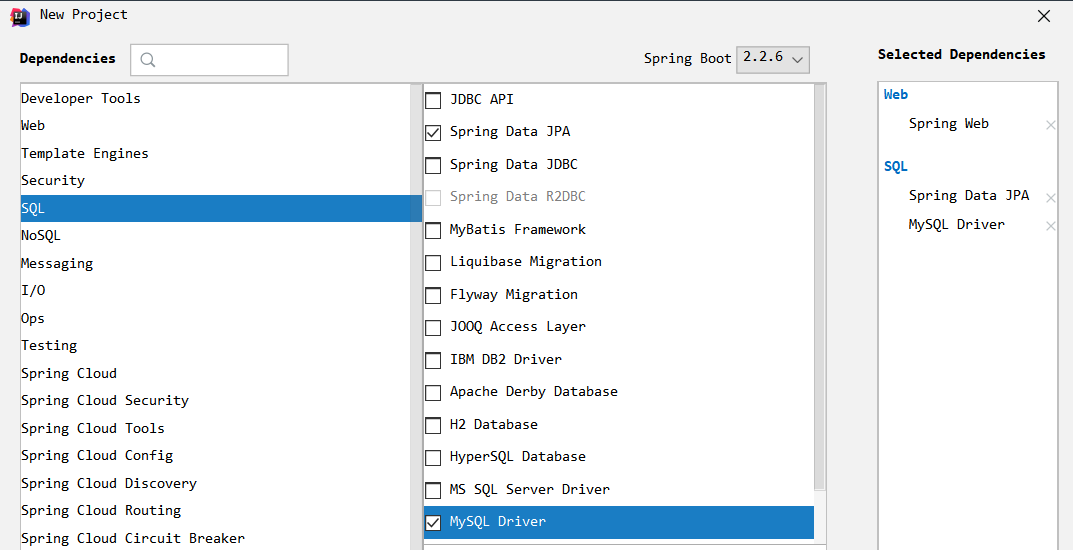 New Project
Dependencies
Spring Boot 2.2.6
Selected Dependencies
Developer Tools
Web
Template Engines
Security
SQL
NoSQL
Messaging
I/O
Ops
Testing
Spring Cloud
Spring Cloud Security
Spring Cloud Tools
Spring Cloud Config
Spring Cloud Discovery
Spring Cloud Routing
Spring Cloud Circuit Breaker
JDBC API
Spring Data JPA
Spring Data JDBC
Spring Data R2DBC
MyBatis Framework
Liquibase Migration
Flyway Migration
JOOQ Access Layer
IBM DB2 Driver
Apache Derby Database
H2 Database
HyperSQL Database
MS SQL Server Driver
MySQL Driver
Web
Spring Web
SQL
Spring Data JPA
MySQL Driver